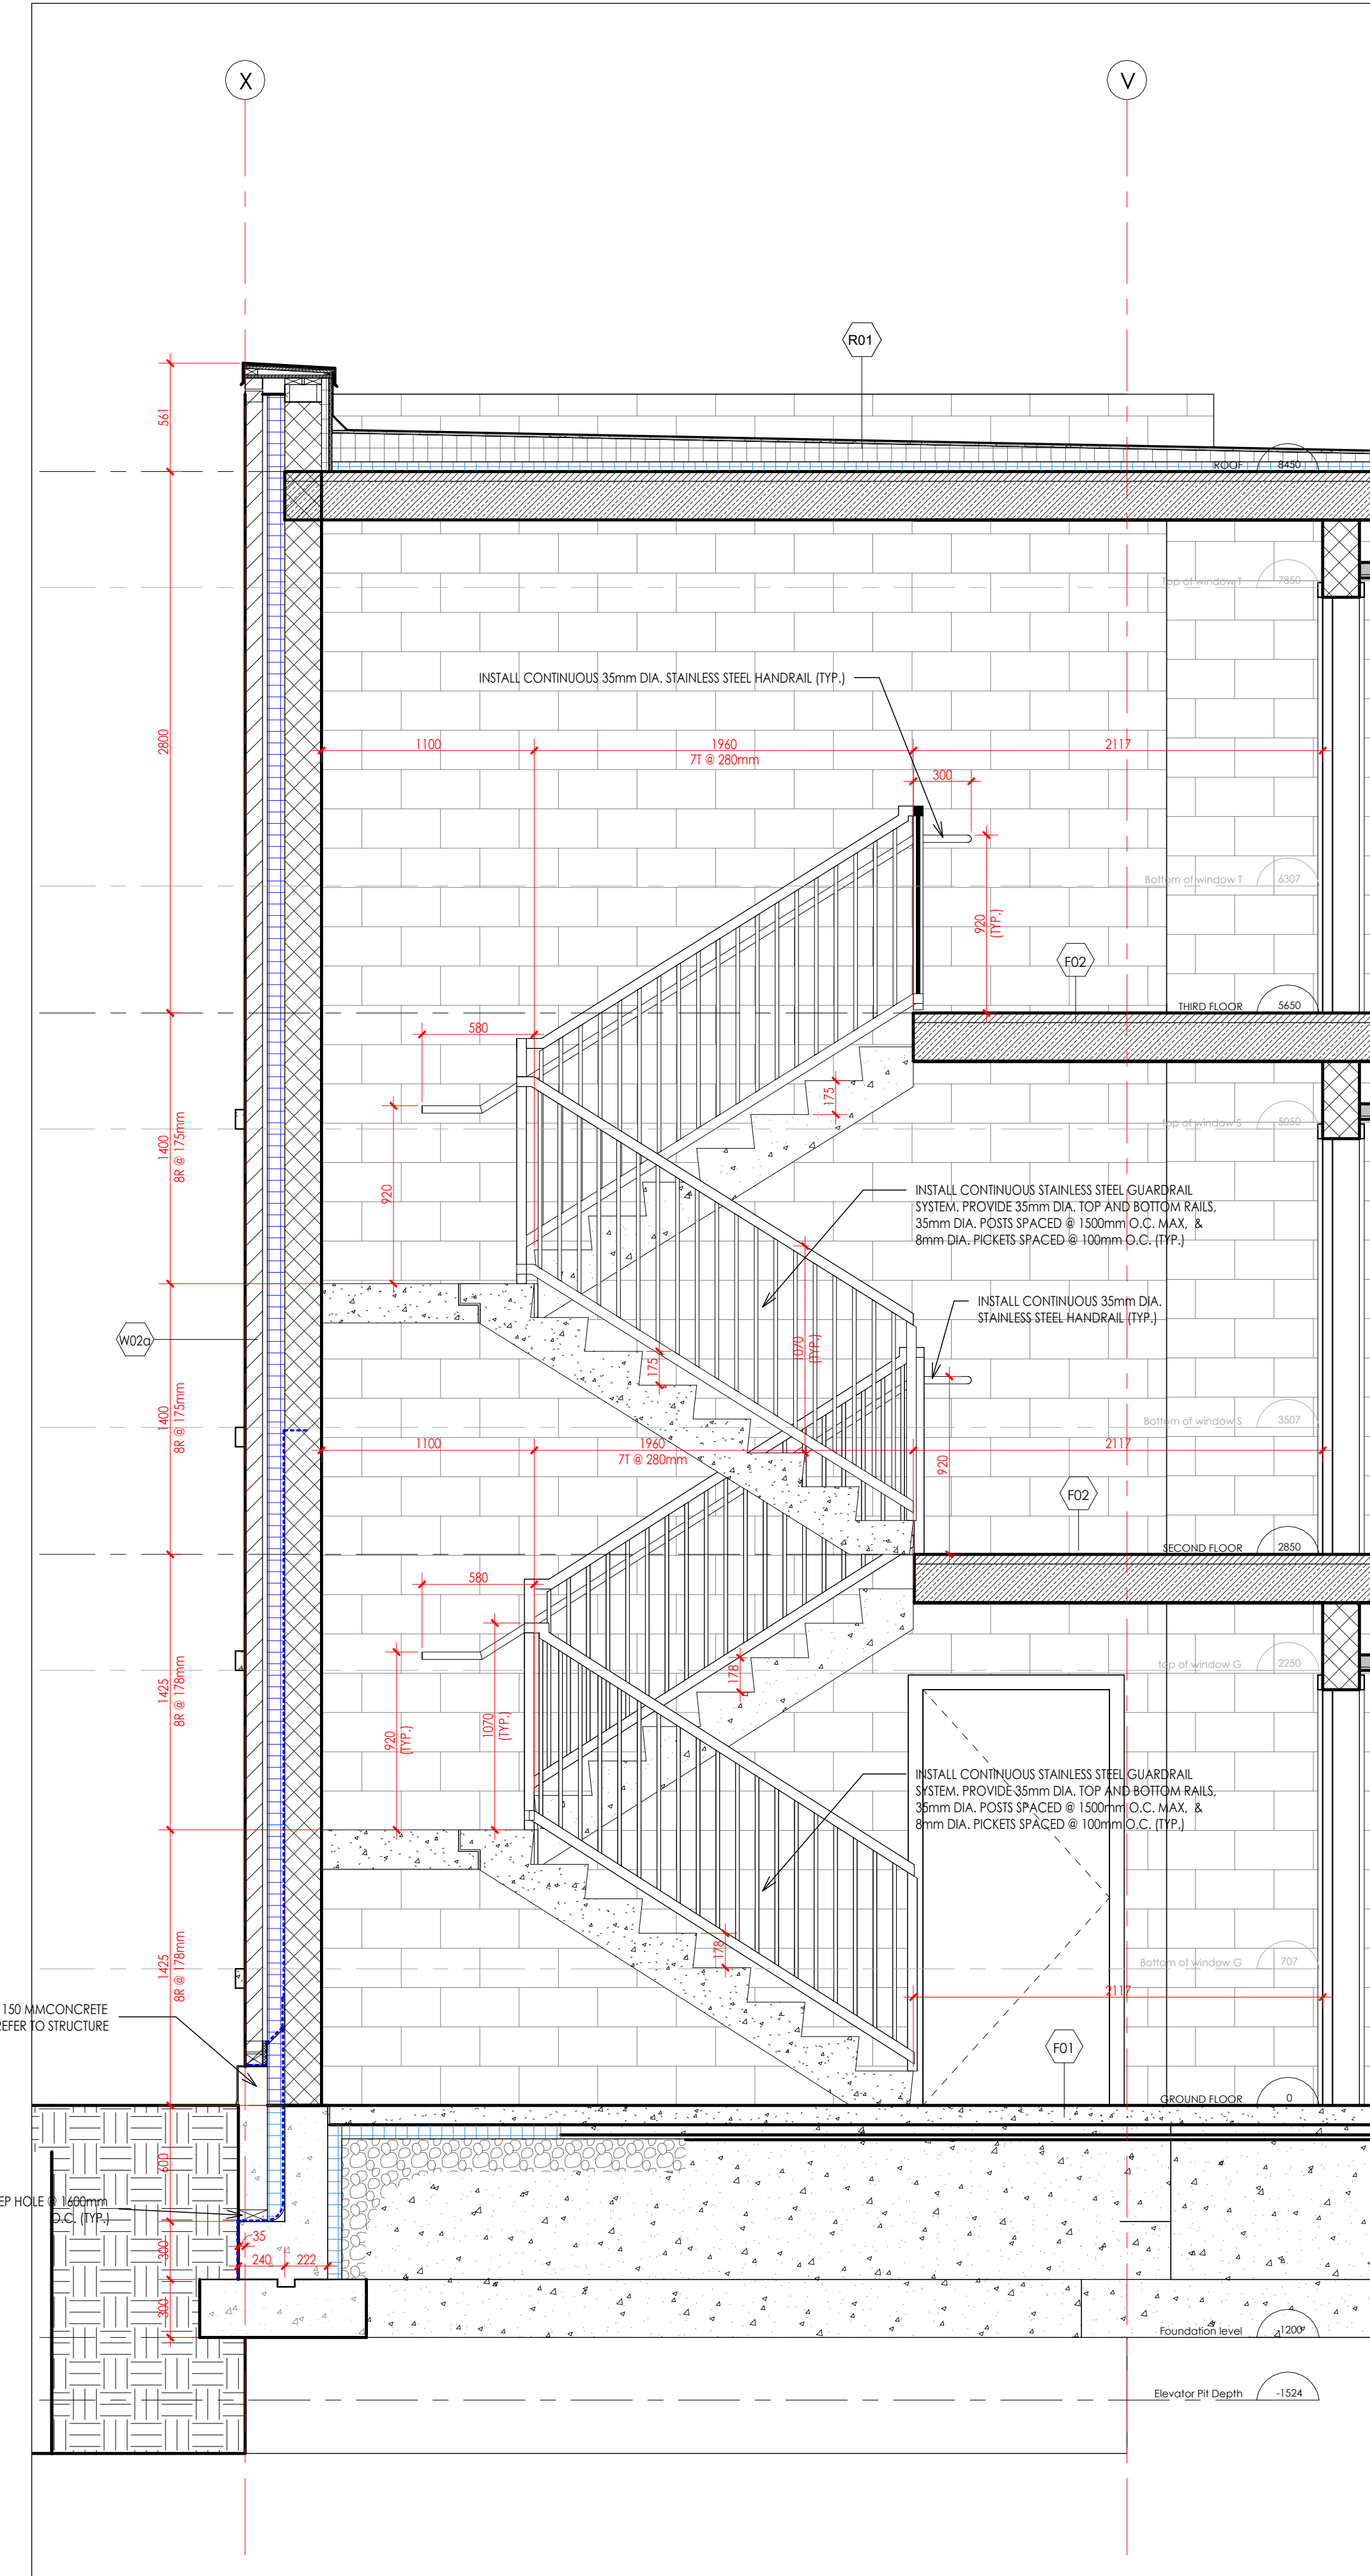 X
V
R01
561
ROOF 8450
Top of window T 7850
INSTALL CONTINUOUS 35mm DIA. STAINLESS STEEL HANDRAIL (TYP.)
2800
1100
1960
7T @ 280mm
2117
300
Bottom of window T 6307
920
(TYP.)
F02
THIRD FLOOR 5650
580
175
1400
8R @ 175mm
top of window S 5050
920
INSTALL CONTINUOUS STAINLESS STEEL GUARDRAIL
SYSTEM. PROVIDE 35mm DIA. TOP AND BOTTOM RAILS,
35mm DIA. POSTS SPACED @ 1500mm O.C. MAX, &
8mm DIA. PICKETS SPACED @ 100mm O.C. (TYP.)
INSTALL CONTINUOUS 35mm DIA.
STAINLESS STEEL HANDRAIL (TYP.)
W02a
1070
(TYP.)
175
1400
8R @ 175mm
Bottom of window S 3507
1100
1960
7T @ 280mm
2117
920
F02
SECOND FLOOR 2850
580
178
top of window G 2250
1425
8R @ 178mm
920
(TYP.)
1070
(TYP.)
INSTALL CONTINUOUS STAINLESS STEEL GUARDRAIL
SYSTEM. PROVIDE 35mm DIA. TOP AND BOTTOM RAILS,
35mm DIA. POSTS SPACED @ 1500mm O.C. MAX, &
8mm DIA. PICKETS SPACED @ 100mm O.C. (TYP.)
178
1425
8R @ 178mm
Bottom of window G 707
2117
150 MMCONCRETE
REFER TO STRUCTURE
F01
GROUND FLOOR 0
600
EP HOLE @ 1600mm
O.C. (TYP.)
35
300
240
222
300
Foundation level -1200
Elevator Pit Depth -1524